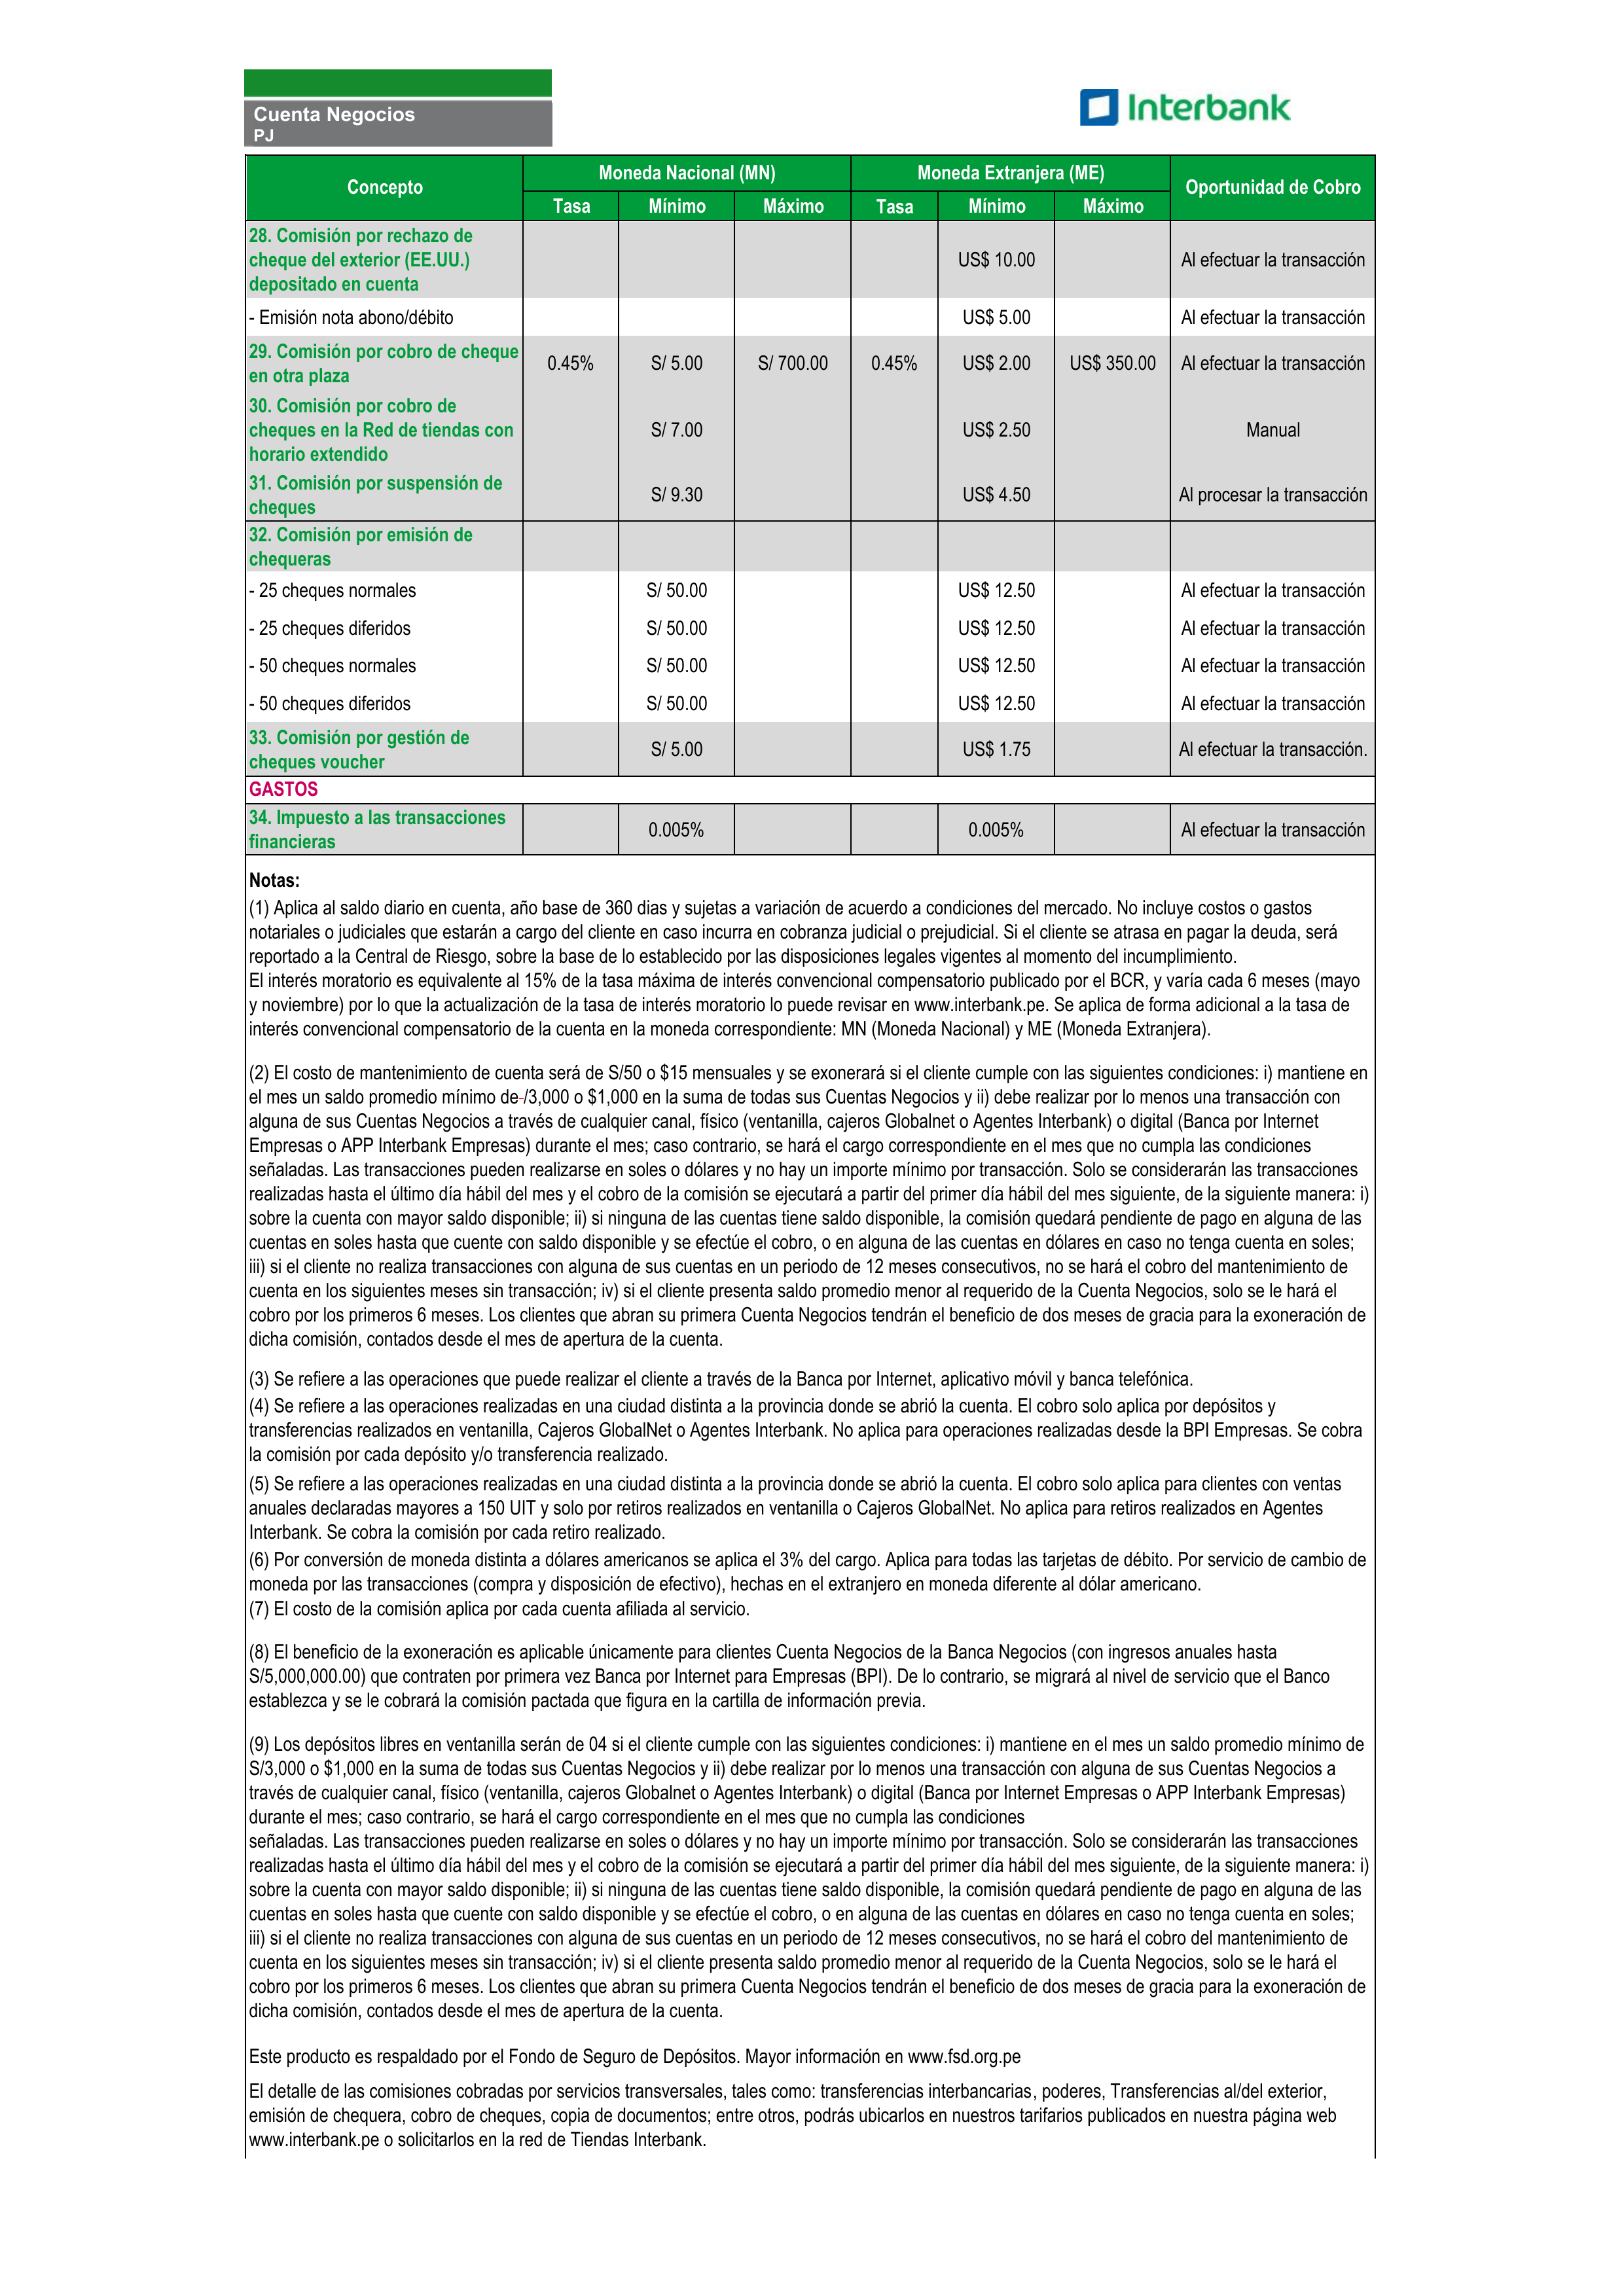 Cuenta Negocios
PJ
Interbank
Concepto
Moneda Nacional (MN)
Moneda Extranjera (ME)
Oportunidad de Cobro
Tasa
Mínimo
Máximo
Tasa
Mínimo
Máximo
28. Comisión por rechazo de
cheque del exterior (EE.UU.)
depositado en cuenta
US$ 10.00
Al efectuar la transacción
- Emisión nota abono/débito
US$ 5.00
Al efectuar la transacción
29. Comisión por cobro de cheque
en otra plaza
0.45%
S/ 5.00
S/ 700.00
0.45%
US$ 2.00
US$ 350.00
Al efectuar la transacción
30. Comisión por cobro de
cheques en la Red de tiendas con
horario extendido
S/ 7.00
US$ 2.50
Manual
31. Comisión por suspensión de
cheques
S/ 9.30
US$ 4.50
Al procesar la transacción
32. Comisión por emisión de
chequeras
- 25 cheques normales
S/ 50.00
US$ 12.50
Al efectuar la transacción
- 25 cheques diferidos
S/ 50.00
US$ 12.50
Al efectuar la transacción
- 50 cheques normales
S/ 50.00
US$ 12.50
Al efectuar la transacción
- 50 cheques diferidos
S/ 50.00
US$ 12.50
Al efectuar la transacción
33. Comisión por gestión de
cheques voucher
S/ 5.00
US$ 1.75
Al efectuar la transacción.
GASTOS
34. Impuesto a las transacciones
financieras
0.005%
0.005%
Al efectuar la transacción
Notas:
(1) Aplica al saldo diario en cuenta, año base de 360 dias y sujetas a variación de acuerdo a condiciones del mercado. No incluye costos o gastos
notariales o judiciales que estarán a cargo del cliente en caso incurra en cobranza judicial o prejudicial. Si el cliente se atrasa en pagar la deuda, será
reportado a la Central de Riesgo, sobre la base de lo establecido por las disposiciones legales vigentes al momento del incumplimiento.
El interés moratorio es equivalente al 15% de la tasa máxima de interés convencional compensatorio publicado por el BCR, y varía cada 6 meses (mayo
y noviembre) por lo que la actualización de la tasa de interés moratorio lo puede revisar en www.interbank.pe. Se aplica de forma adicional a la tasa de
interés convencional compensatorio de la cuenta en la moneda correspondiente: MN (Moneda Nacional) y ME (Moneda Extranjera).
(2) El costo de mantenimiento de cuenta será de S/50 o $15 mensuales y se exonerará si el cliente cumple con las siguientes condiciones: i) mantiene en
el mes un saldo promedio mínimo de-/3,000 o $1,000 en la suma de todas sus Cuentas Negocios y ii) debe realizar por lo menos una transacción con
alguna de sus Cuentas Negocios a través de cualquier canal, físico (ventanilla, cajeros Globalnet o Agentes Interbank) o digital (Banca por Internet
Empresas o APP Interbank Empresas) durante el mes; caso contrario, se hará el cargo correspondiente en el mes que no cumpla las condiciones
señaladas. Las transacciones pueden realizarse en soles o dólares y no hay un importe mínimo por transacción. Solo se considerarán las transacciones
realizadas hasta el último día hábil del mes y el cobro de la comisión se ejecutará a partir del primer día hábil del mes siguiente, de la siguiente manera: i)
sobre la cuenta con mayor saldo disponible; ii) si ninguna de las cuentas tiene saldo disponible, la comisión quedará pendiente de pago en alguna de las
cuentas en soles hasta que cuente con saldo disponible y se efectúe el cobro, o en alguna de las cuentas en dólares en caso no tenga cuenta en soles;
iii) si el cliente no realiza transacciones con alguna de sus cuentas en un periodo de 12 meses consecutivos, no se hará el cobro del mantenimiento de
cuenta en los siguientes meses sin transacción; iv) si el cliente presenta saldo promedio menor al requerido de la Cuenta Negocios, solo se le hará el
cobro por los primeros 6 meses. Los clientes que abran su primera Cuenta Negocios tendrán el beneficio de dos meses de gracia para la exoneración de
dicha comisión, contados desde el mes de apertura de la cuenta.
(3) Se refiere a las operaciones que puede realizar el cliente a través de la Banca por Internet, aplicativo móvil y banca telefónica.
(4) Se refiere a las operaciones realizadas en una ciudad distinta a la provincia donde se abrió la cuenta. El cobro solo aplica por depósitos y
transferencias realizados en ventanilla, Cajeros GlobalNet o Agentes Interbank. No aplica para operaciones realizadas desde la BPI Empresas. Se cobra
la comisión por cada depósito y/o transferencia realizado.
(5) Se refiere a las operaciones realizadas en una ciudad distinta a la provincia donde se abrió la cuenta. El cobro solo aplica para clientes con ventas
anuales declaradas mayores a 150 UIT y solo por retiros realizados en ventanilla o Cajeros GlobalNet. No aplica para retiros realizados en Agentes
Interbank. Se cobra la comisión por cada retiro realizado.
(6) Por conversión de moneda distinta a dólares americanos se aplica el 3% del cargo. Aplica para todas las tarjetas de débito. Por servicio de cambio de
moneda por las transacciones (compra y disposición de efectivo), hechas en el extranjero en moneda diferente al dólar americano.
(7) El costo de la comisión aplica por cada cuenta afiliada al servicio.
(8) El beneficio de la exoneración es aplicable únicamente para clientes Cuenta Negocios de la Banca Negocios (con ingresos anuales hasta
S/5,000,000.00) que contraten por primera vez Banca por Internet para Empresas (BPI). De lo contrario, se migrará al nivel de servicio que el Banco
establezca y se le cobrará la comisión pactada que figura en la cartilla de información previa.
(9) Los depósitos libres en ventanilla serán de 04 si el cliente cumple con las siguientes condiciones: i) mantiene en el mes un saldo promedio mínimo de
S/3,000 o $1,000 en la suma de todas sus Cuentas Negocios y ii) debe realizar por lo menos una transacción con alguna de sus Cuentas Negocios a
través de cualquier canal, físico (ventanilla, cajeros Globalnet o Agentes Interbank) o digital (Banca por Internet Empresas o APP Interbank Empresas)
durante el mes; caso contrario, se hará el cargo correspondiente en el mes que no cumpla las condiciones
señaladas. Las transacciones pueden realizarse en soles o dólares y no hay un importe mínimo por transacción. Solo se considerarán las transacciones
realizadas hasta el último día hábil del mes y el cobro de la comisión se ejecutará a partir del primer día hábil del mes siguiente, de la siguiente manera: i)
sobre la cuenta con mayor saldo disponible; ii) si ninguna de las cuentas tiene saldo disponible, la comisión quedará pendiente de pago en alguna de las
cuentas en soles hasta que cuente con saldo disponible y se efectúe el cobro, o en alguna de las cuentas en dólares en caso no tenga cuenta en soles;
iii) si el cliente no realiza transacciones con alguna de sus cuentas en un periodo de 12 meses consecutivos, no se hará el cobro del mantenimiento de
cuenta en los siguientes meses sin transacción; iv) si el cliente presenta saldo promedio menor al requerido de la Cuenta Negocios, solo se le hará el
cobro por los primeros 6 meses. Los clientes que abran su primera Cuenta Negocios tendrán el beneficio de dos meses de gracia para la exoneración de
dicha comisión, contados desde el mes de apertura de la cuenta.
Este producto es respaldado por el Fondo de Seguro de Depósitos. Mayor información en www.fsd.org.pe
El detalle de las comisiones cobradas por servicios transversales, tales como: transferencias interbancarias, poderes, Transferencias al/del exterior,
emisión de chequera, cobro de cheques, copia de documentos; entre otros, podrás ubicarlos en nuestros tarifarios publicados en nuestra página web
www.interbank.pe o solicitarlos en la red de Tiendas Interbank.